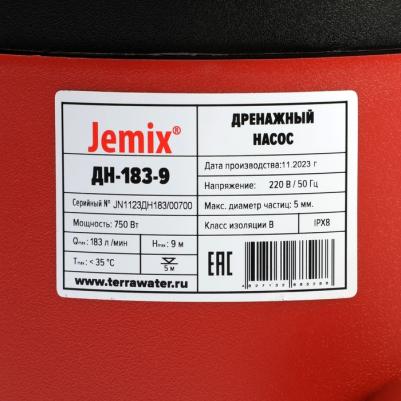 Jemix®
ДН-183-9
Серийный № JN1123ДН183/00700
Мощность: 750 Вт
Qmax: 183 л/мин
Hmax: 9 м
Tmax: < 35 °С
5 м
www.terrawater.ru
ДРЕНАЖНЫЙ
НАСОС
Дата производства:11.2023 г
Напряжение: 220 В / 50 Гц
Макс. диаметр частиц: 5 мм.
Класс изоляции В IPX8
EAC